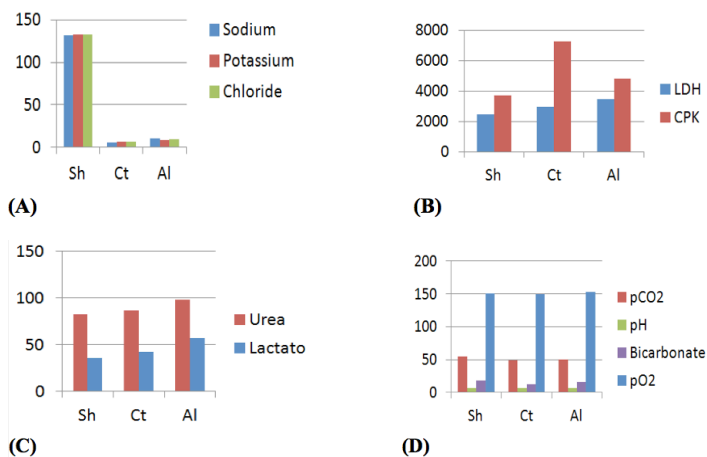 150
100
50
0
Sh Ct Al
Sodium
Potassium
Chloride
(A)
8000
6000
4000
2000
0
Sh Ct Al
LDH
CPK
(B)
150
100
50
0
Sh Ct Al
Urea
Lactato
(C)
200
150
100
50
0
Sh Ct Al
pCO2
pH
Bicarbonate
pO2
(D)